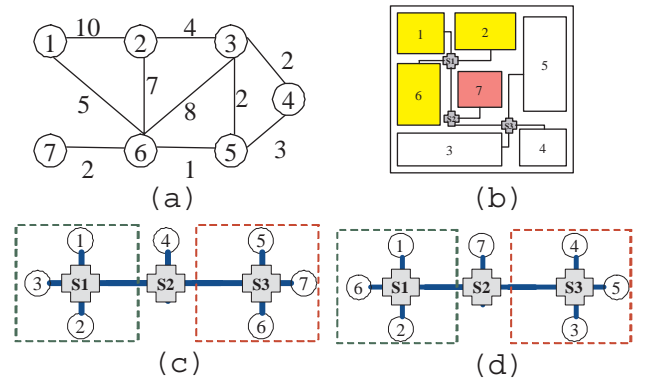 1 10 2 4 3
2
5 7 8 2 4
7 2 6 1 5 3
(a)
1 2
S1
5
6 7
S2
S3
3 4
(b)
1 4 5
3 S1 S2 S3 7
2 6
(c)
1 7 4
6 S1 S2 S3 5
2 3
(d)